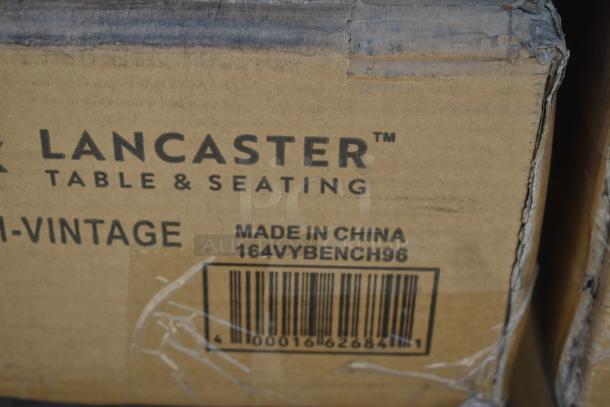 LANCASTER™
TABLE & SEATING
-VINTAGE
MADE IN CHINA
164VYBENCH96
4 00016 62684 1